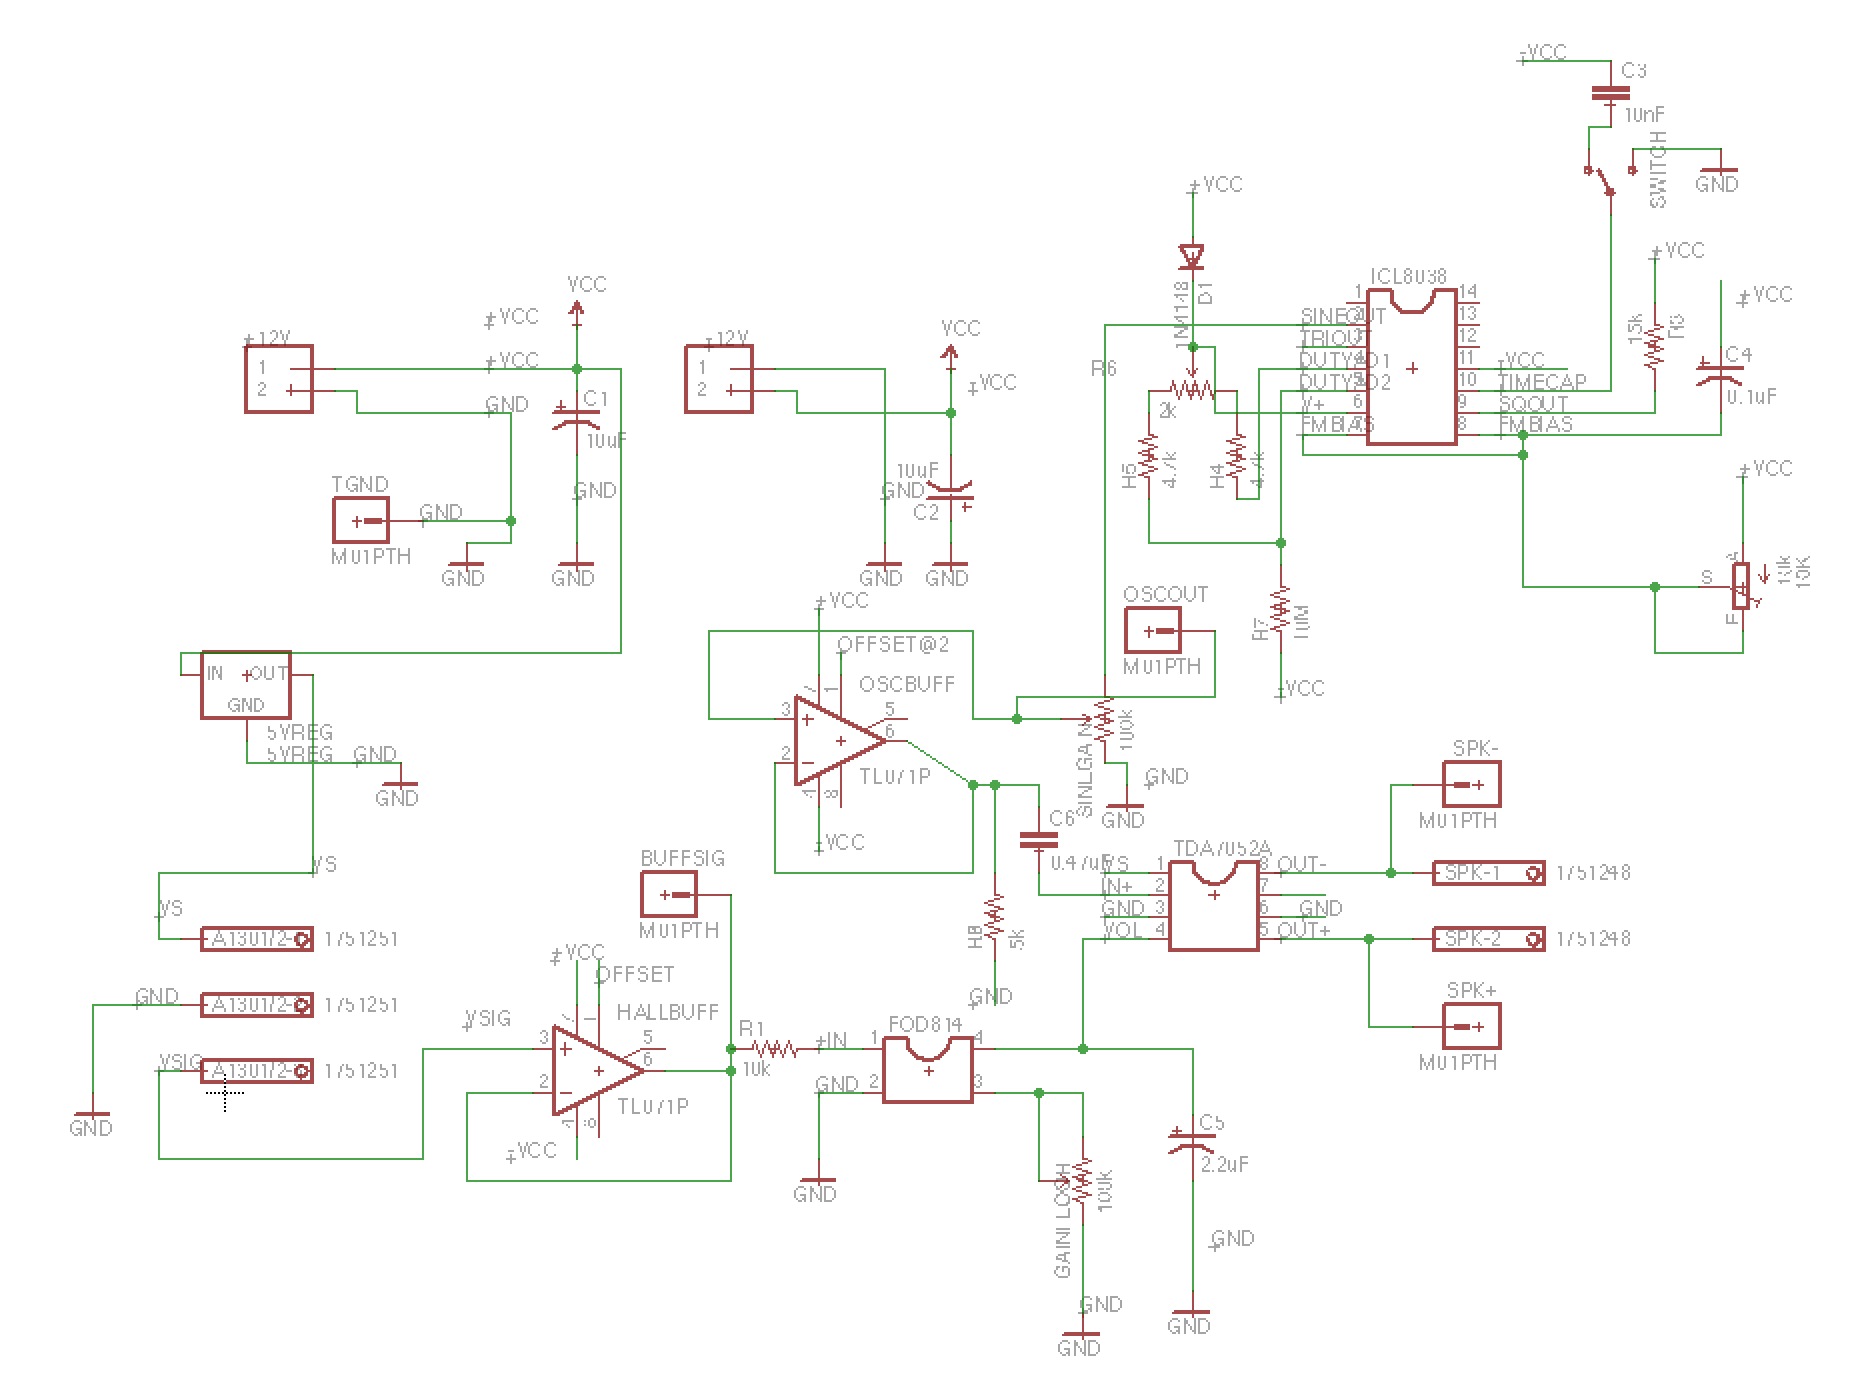 -VCC
C3
10nF
SWITCH
GND
+VCC
ICL8038
1N4148
D1
+VCC
15k
+VCC
VCC
+VCC
+12V
1
2
+VCC
GND
C1
10uF
GND
TGND
GND
M01PTH
GND
GND
-12V
1
2
VCC
+VCC
10uF
C2
GND
GND
GND
1
14
SINEOUT
13
TRIOUT
12
DUTY@D1
11
-VCC
DUTY@D2
10
TIMECAP
V+
6
9
SQOUT
FMBIAS
8
FMBIAS
C4
0.1uF
R6
2k
R5
4.7k
R4
4.7k
+VCC
S
A
10k
10K
OSCOUT
M01PTH
R7
10M
-VCC
+VCC
OFFSET@2
OSCBUFF
3
2
7
1
5
6
4
8
TL071P
-VCC
IN
OUT
GND
5VREG
5VREG
GND
GND
VS
100k
GND
GND
C6
0.47uF
SPK-
M01PTH
TDA7052A
VS
1
8
OUT-
IN+
2
7
GND
3
6
GND
VOL
4
5
OUT+
SPK-1
1751248
SPK-2
1751248
SPK+
M01PTH
BUFFSIG
M01PTH
R8
5k
GND
VS
A1301/2-
1751251
GND
A1301/2-
1751251
VSIG
A1301/2-
1751251
GND
+VCC
OFFSET
VSIG
HALLBUFF
3
2
7
1
5
6
4
8
TL071P
-VCC
R1
10k
+IN
GND
FOD814
1
4
2
3
GND
100k
GND
GND
C5
2.2uF
GND
GND